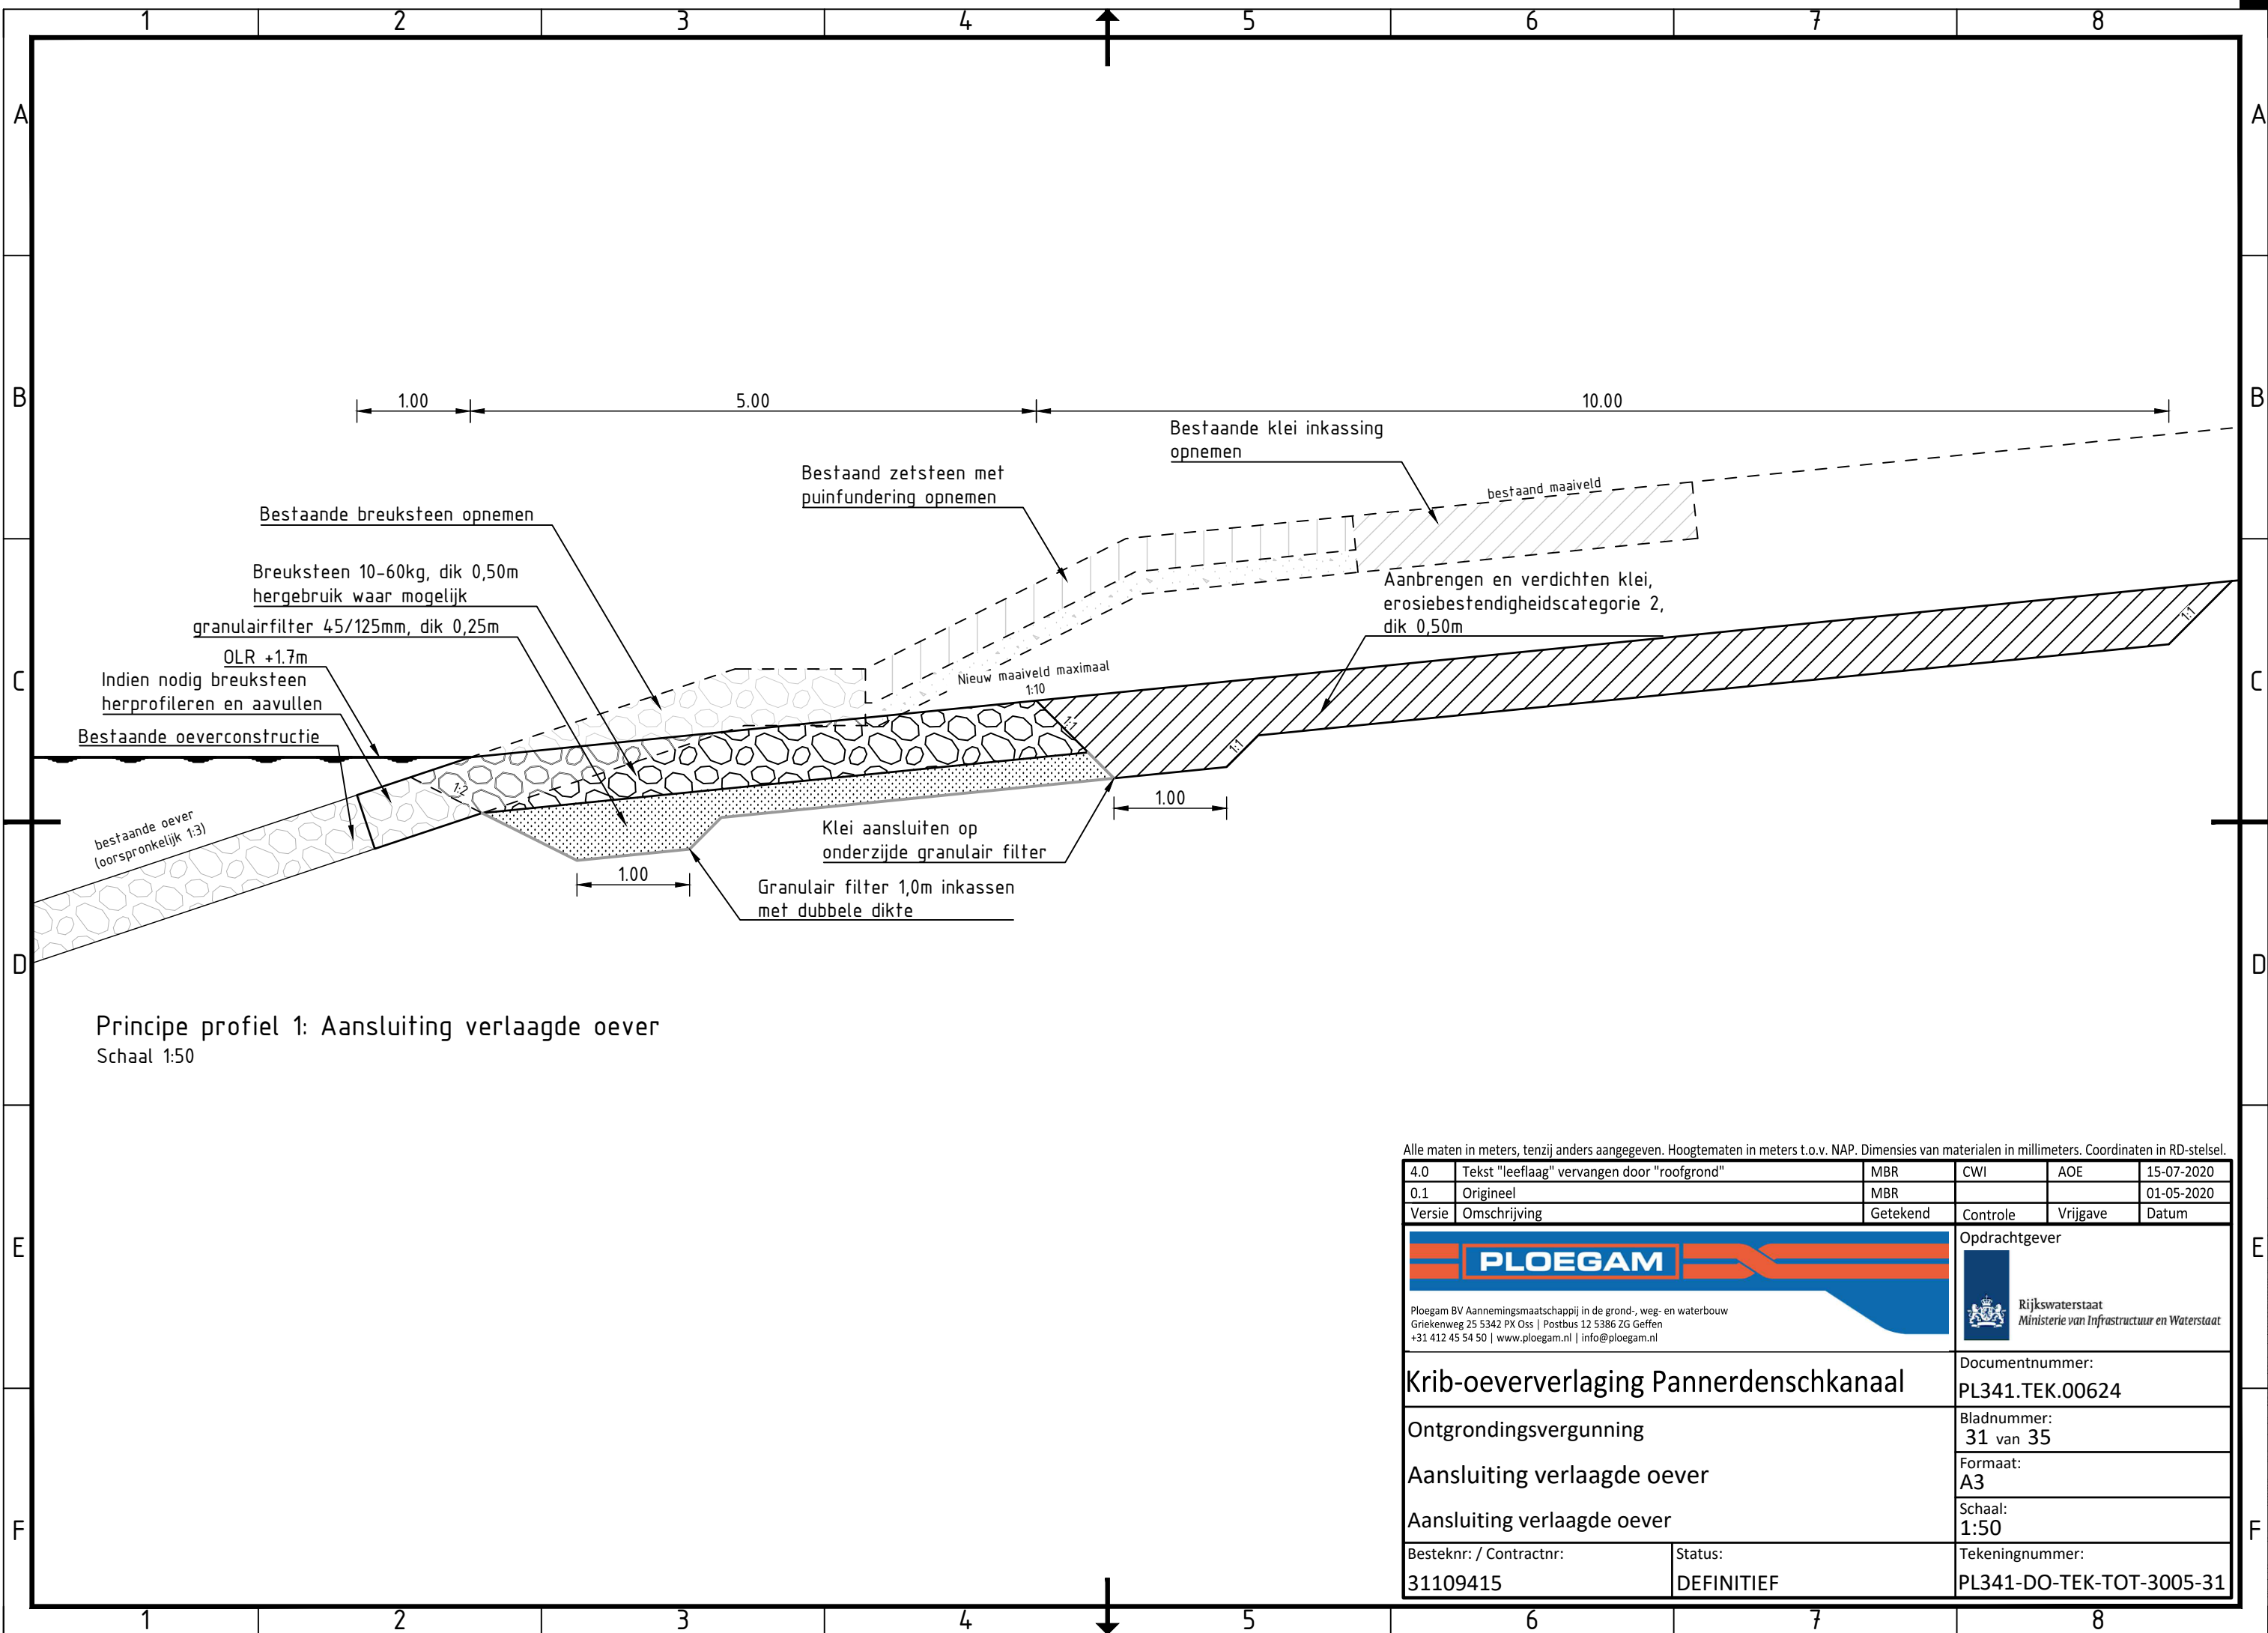 1 2 3 4 5 6 7 8
A A
B B
C C
D D
E E
F F
1.00 5.00 10.00
Bestaande klei inkassing
opnemen
Bestaand zetsteen met
puinfundering opnemen
bestaand maaiveld
Bestaande breuksteen opnemen
Breuksteen 10-60kg, dik 0,50m
hergebruik waar mogelijk
granulairfilter 45/125mm, dik 0,25m
OLR +1.7m
Indien nodig breuksteen
herprofileren en aavullen
Bestaande oeverconstructie
Aanbrengen en verdichten klei,
erosiebestendigheidscategorie 2,
dik 0,50m
Nieuw maaiveld maximaal
1:10
1:1
1:1
1:1
1:2
bestaande oever
(oorspronkelijk 1:3)
1.00
Klei aansluiten op
onderzijde granulair filter
1.00
Granulair filter 1,0m inkassen
met dubbele dikte
Principe profiel 1: Aansluiting verlaagde oever
Schaal 1:50
Alle maten in meters, tenzij anders aangegeven. Hoogtematen in meters t.o.v. NAP. Dimensies van materialen in millimeters. Coordinaten in RD-stelsel.
4.0 Tekst "leeflaag" vervangen door "roofgrond" MBR CWI AOE 15-07-2020
0.1 Origineel MBR 01-05-2020
Versie Omschrijving Getekend Controle Vrijgave Datum
PLOEGAM
Ploegam BV Aannemingsmaatschappij in de grond-, weg- en waterbouw
Griekenweg 25 5342 PX Oss | Postbus 12 5386 ZG Geffen
+31 412 45 54 50 | www.ploegam.nl | info@ploegam.nl
Opdrachtgever
Rijkswaterstaat
Ministerie van Infrastructuur en Waterstaat
Krib-oeververlaging Pannerdenschkanaal
Documentnummer:
PL341.TEK.00624
Ontgrondingsvergunning
Bladnummer:
31 van 35
Aansluiting verlaagde oever
Formaat:
A3
Aansluiting verlaagde oever
Schaal:
1:50
Besteknr: / Contractnr:
31109415
Status:
DEFINITIEF
Tekeningnummer:
PL341-DO-TEK-TOT-3005-31
1 2 3 4 5 6 7 8